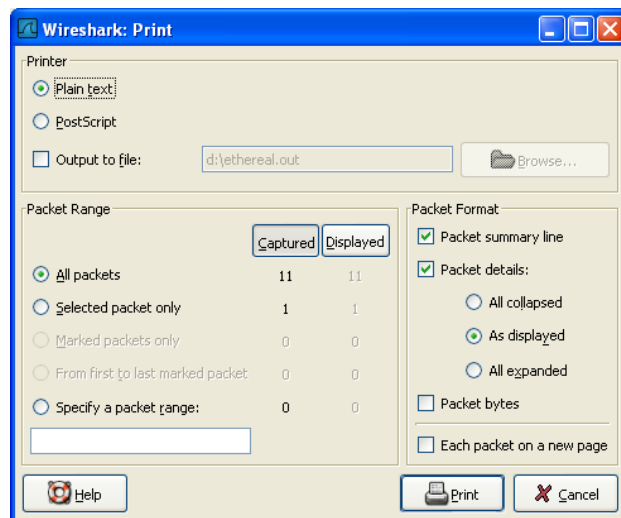 Wireshark: Print
Printer
Plain text
PostScript
Output to file: d:\ethereal.out Browse...
Packet Range
Captured Displayed
All packets 11 11
Selected packet only 1 1
Marked packets only 0 0
From first to last marked packet 0 0
Specify a packet range: 0 0
Packet Format
Packet summary line
Packet details:
All collapsed
As displayed
All expanded
Packet bytes
Each packet on a new page
Help Print Cancel